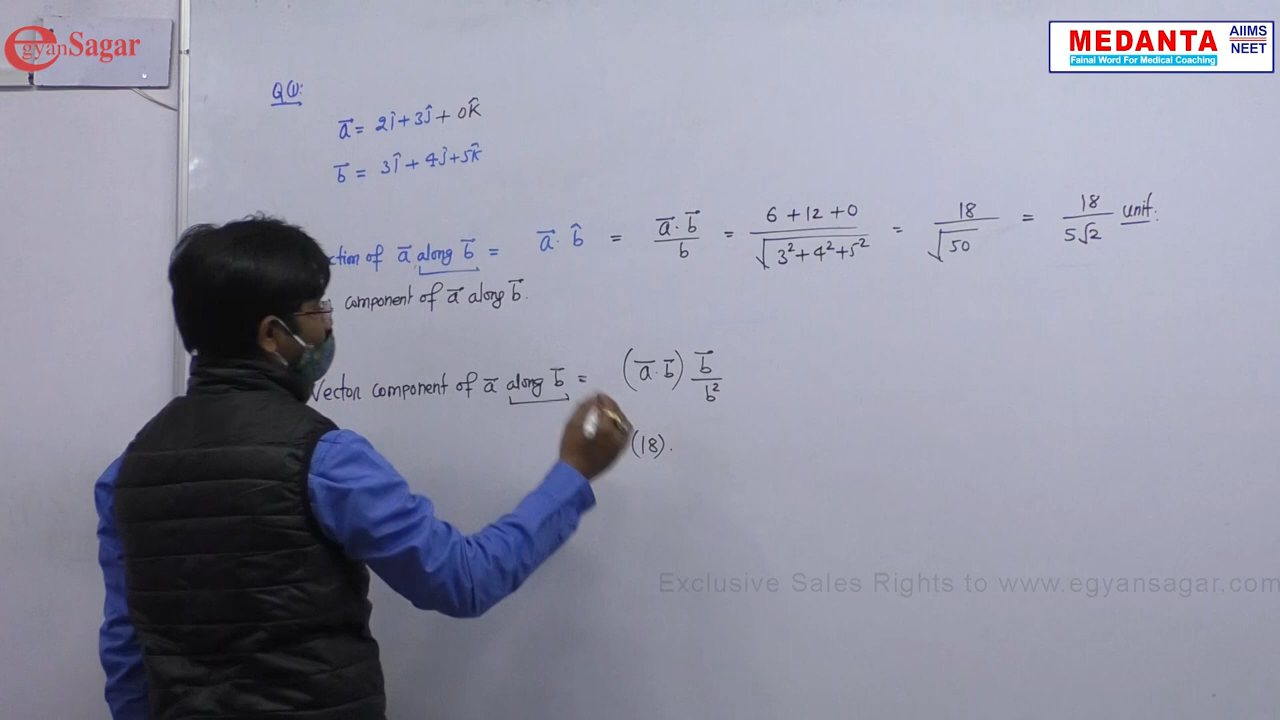 egyanSagar
MEDANTA AIIMS NEET
Fainal Word For Medical Coaching
Q(1):
a⃗ = 2î + 3ĵ + 0k̂
b⃗ = 3î + 4ĵ + 5k̂
ction of a⃗ along b⃗ = a⃗ · b̂ = a⃗ · b⃗ / b = 6 + 12 + 0 / √3² + 4² + 5² = 18 / √50 = 18 / 5√2 unit.
component of a⃗ along b⃗.
Vector component of a⃗ along b⃗ = (a⃗ · b⃗) b⃗ / b²
(18).
Exclusive Sales Rights to www.egyansagar.com